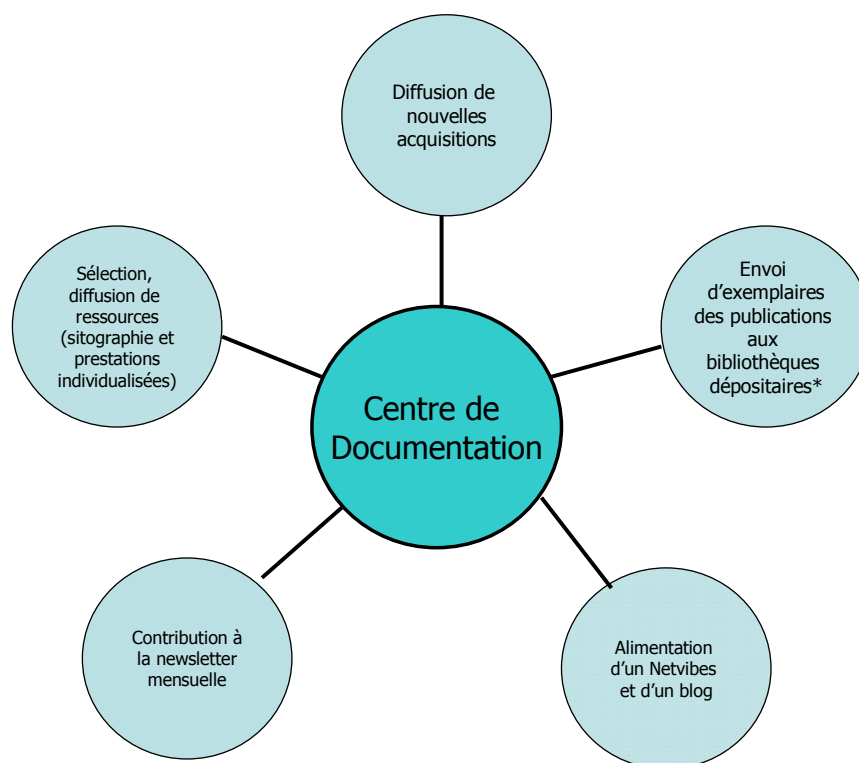 Diffusion de
nouvelles
acquisitions
Sélection,
diffusion de
ressources
(sitographie et
prestations
individualisées)
Envoi
d'exemplaires
des publications
aux
bibliothèques
dépositaires*
Centre de
Documentation
Contribution à
la newsletter
mensuelle
Alimentation
d'un Netvibes
et d'un blog